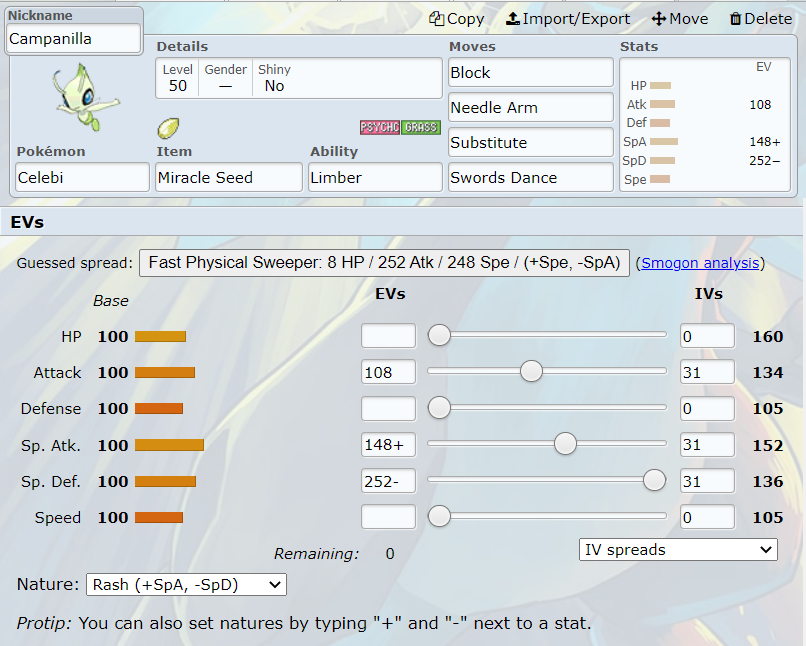 Nickname
Campanilla
Copy Import/Export Move Delete
Details
Level Gender Shiny
50 — No
PSYCHC GRASS
Pokémon Item Ability
Celebi Miracle Seed Limber
Moves
Block
Needle Arm
Substitute
Swords Dance
Stats
EV
HP
Atk 108
Def
SpA 148+
SpD 252−
Spe
EVs
Guessed spread: Fast Physical Sweeper: 8 HP / 252 Atk / 248 Spe / (+Spe, -SpA) (Smogon analysis)
Base EVs IVs
HP 100 0 160
Attack 100 108 31 134
Defense 100 0 105
Sp. Atk. 100 148+ 31 152
Sp. Def. 100 252- 31 136
Speed 100 0 105
Remaining: 0 IV spreads
Nature: Rash (+SpA, -SpD)
Protip: You can also set natures by typing "+" and "-" next to a stat.